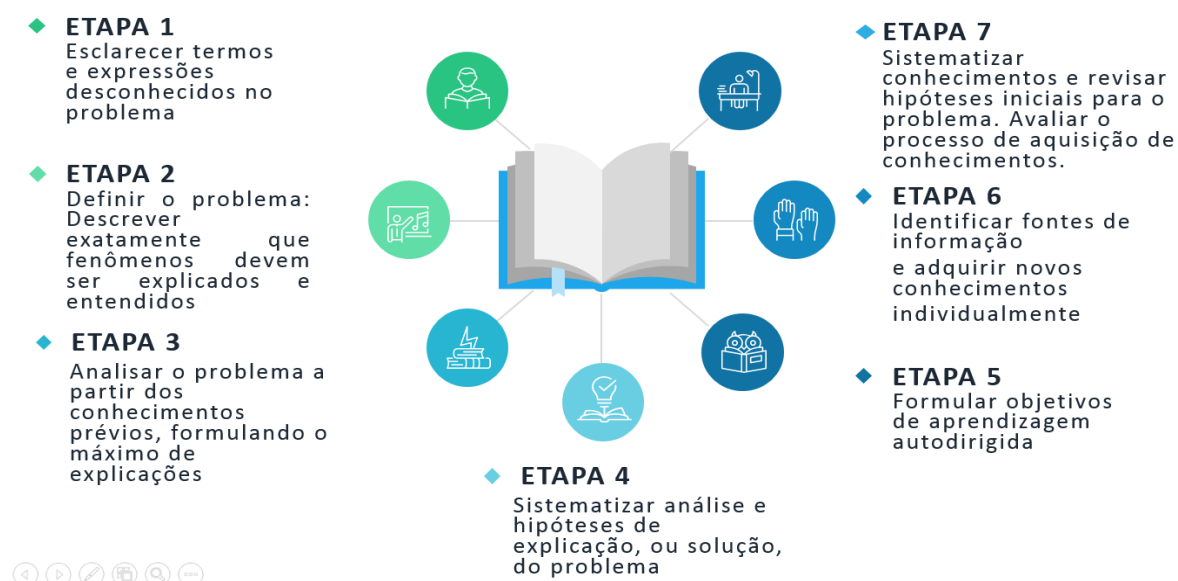 ETAPA 1
Esclarecer termos
e expressões
desconhecidos no
problema
ETAPA 2
Definir o problema:
Descrever
exatamente que
fenômenos devem
ser explicados e
entendidos
ETAPA 3
Analisar o problema a
partir dos
conhecimentos
prévios, formulando o
máximo de
explicações
ETAPA 4
Sistematizar análise e
hipóteses de
explicação, ou solução,
do problema
ETAPA 5
Formular objetivos
de aprendizagem
autodirigida
ETAPA 6
Identificar fontes de
informação
e adquirir novos
conhecimentos
individualmente
ETAPA 7
Sistematizar
conhecimentos e revisar
hipóteses iniciais para o
problema. Avaliar o
processo de aquisição de
conhecimentos.